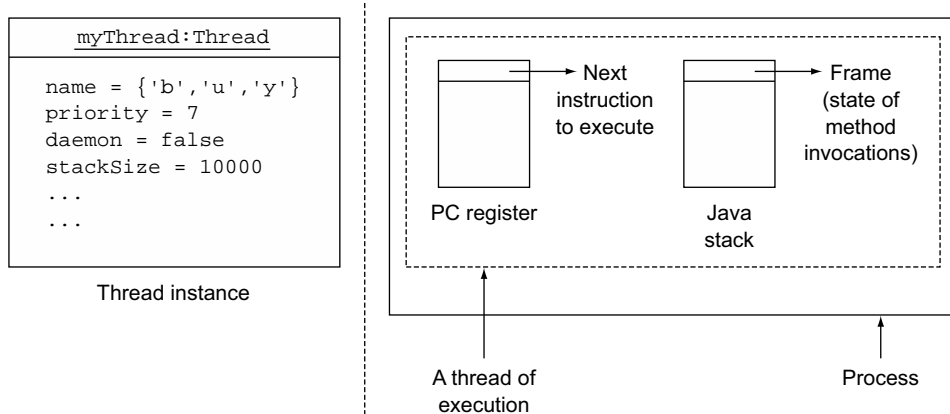 myThread:Thread
name = {'b','u','y'}
priority = 7
daemon = false
stackSize = 10000
...
...
Thread instance
Next
instruction
to execute
PC register
Frame
(state of
method
invocations)
Java
stack
A thread of
execution
Process